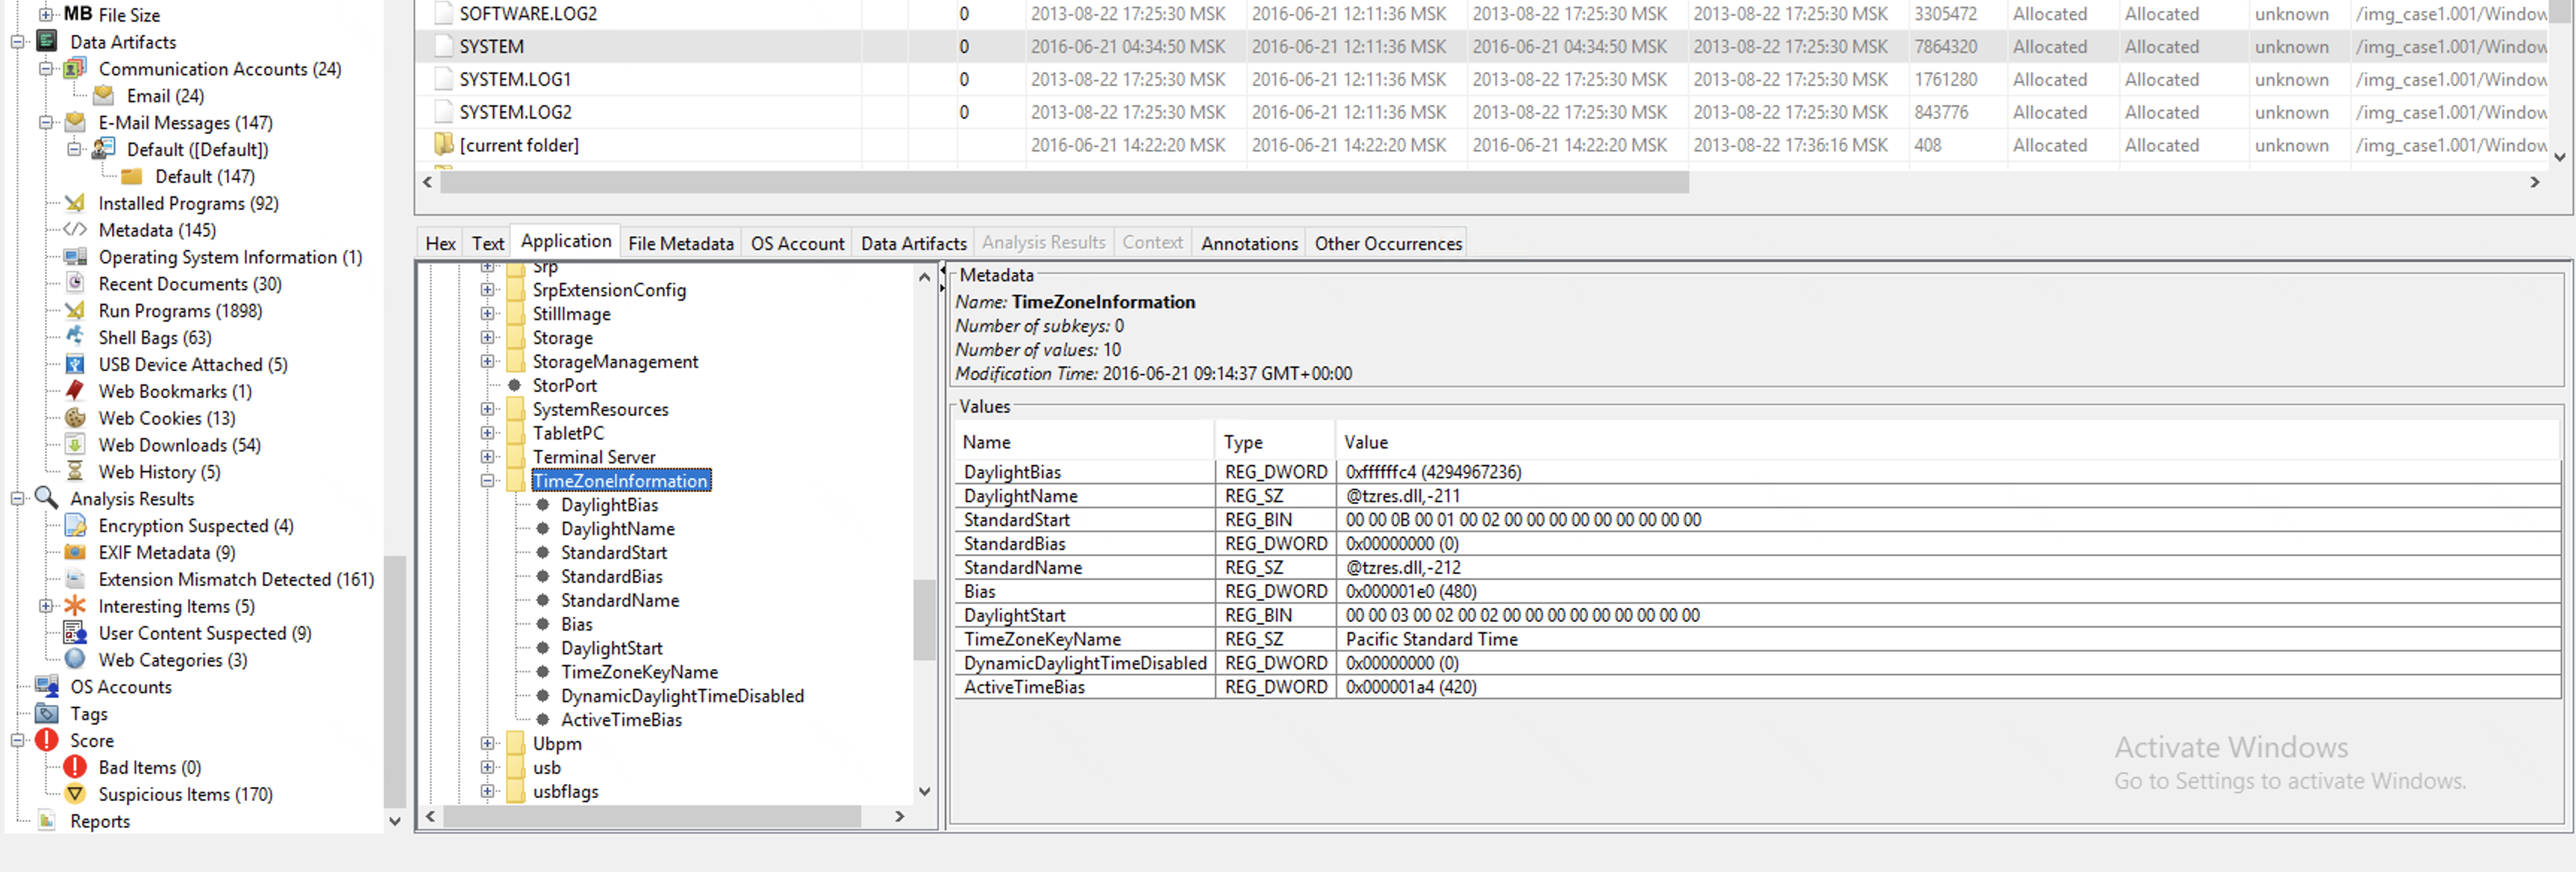 MB File Size
Data Artifacts
Communication Accounts (24)
Email (24)
E-Mail Messages (147)
Default ([Default])
Default (147)
Installed Programs (92)
Metadata (145)
Operating System Information (1)
Recent Documents (30)
Run Programs (1898)
Shell Bags (63)
USB Device Attached (5)
Web Bookmarks (1)
Web Cookies (13)
Web Downloads (54)
Web History (5)
Analysis Results
Encryption Suspected (4)
EXIF Metadata (9)
Extension Mismatch Detected (161)
Interesting Items (5)
User Content Suspected (9)
Web Categories (3)
OS Accounts
Tags
Score
Bad Items (0)
Suspicious Items (170)
Reports
SOFTWARE.LOG2 0 2013-08-22 17:25:30 MSK 2016-06-21 12:11:36 MSK 2013-08-22 17:25:30 MSK 2013-08-22 17:25:30 MSK 3305472 Allocated Allocated unknown /img_case1.001/Window
SYSTEM 0 2016-06-21 04:34:50 MSK 2016-06-21 12:11:36 MSK 2016-06-21 04:34:50 MSK 2013-08-22 17:25:30 MSK 7864320 Allocated Allocated unknown /img_case1.001/Window
SYSTEM.LOG1 0 2013-08-22 17:25:30 MSK 2016-06-21 12:11:36 MSK 2013-08-22 17:25:30 MSK 2013-08-22 17:25:30 MSK 1761280 Allocated Allocated unknown /img_case1.001/Window
SYSTEM.LOG2 0 2013-08-22 17:25:30 MSK 2016-06-21 12:11:36 MSK 2013-08-22 17:25:30 MSK 2013-08-22 17:25:30 MSK 843776 Allocated Allocated unknown /img_case1.001/Window
[current folder] 2016-06-21 14:22:20 MSK 2016-06-21 14:22:20 MSK 2016-06-21 14:22:20 MSK 2013-08-22 17:36:16 MSK 408 Allocated Allocated unknown /img_case1.001/Window
Hex Text Application File Metadata OS Account Data Artifacts Analysis Results Context Annotations Other Occurrences
Srp
SrpExtensionConfig
StillImage
Storage
StorageManagement
StorPort
SystemResources
TabletPC
Terminal Server
TimeZoneInformation
DaylightBias
DaylightName
StandardStart
StandardBias
StandardName
Bias
DaylightStart
TimeZoneKeyName
DynamicDaylightTimeDisabled
ActiveTimeBias
Ubpm
usb
usbflags
Metadata
Name: TimeZoneInformation
Number of subkeys: 0
Number of values: 10
Modification Time: 2016-06-21 09:14:37 GMT+00:00
Values
Name Type Value
DaylightBias REG_DWORD 0xffffffc4 (4294967236)
DaylightName REG_SZ @tzres.dll,-211
StandardStart REG_BIN 00 00 0B 00 01 00 02 00 00 00 00 00 00 00 00 00
StandardBias REG_DWORD 0x00000000 (0)
StandardName REG_SZ @tzres.dll,-212
Bias REG_DWORD 0x000001e0 (480)
DaylightStart REG_BIN 00 00 03 00 02 00 02 00 00 00 00 00 00 00 00 00
TimeZoneKeyName REG_SZ Pacific Standard Time
DynamicDaylightTimeDisabled REG_DWORD 0x00000000 (0)
ActiveTimeBias REG_DWORD 0x000001a4 (420)
Activate Windows
Go to Settings to activate Windows.